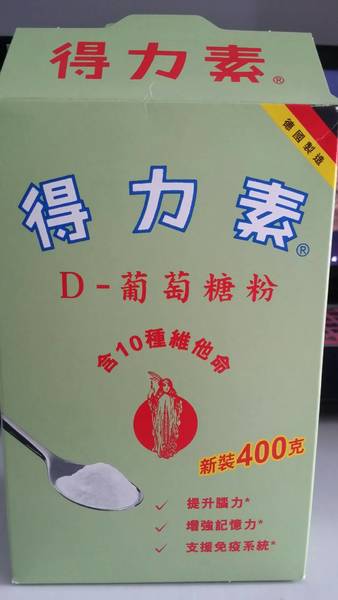 得力素®
德國製造
得力素®
D-葡萄糖粉
含10種維他命
新裝400克
✓ 提升腦力*
✓ 增強記憶力*
✓ 支援免疫系統*